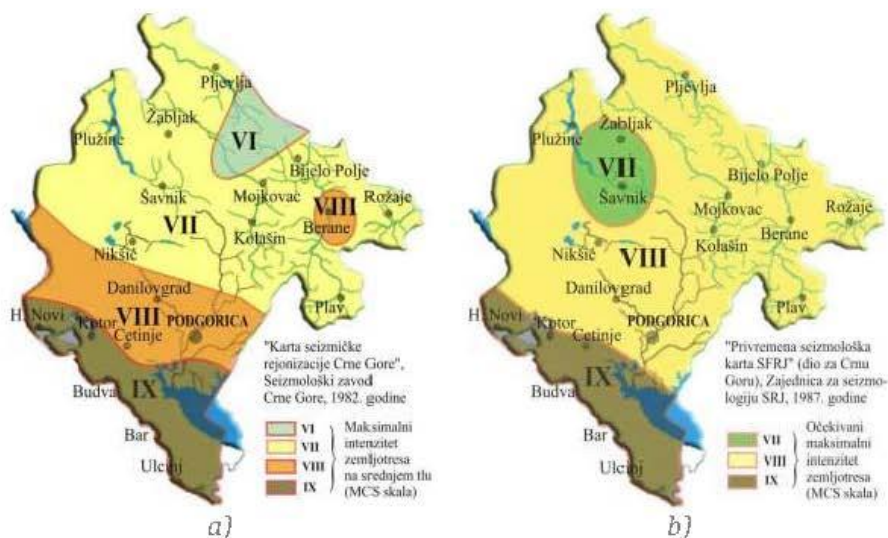 Pljevlja
Žabljak
Plužine
VI
Bijelo Polje
Šavnik
Mojkovac
VIII
Rožaje
VII
Berane
Kolašin
Nikšić
Danilovgrad
Plav
H. Novi
VIII
PODGORICA
Kotor
Cetinje
IX
Budva
Bar
Ulcinj
"Karta seizmičke
rejonizacije Crne Gore",
Seizmološki zavod
Crne Gore, 1982. godine
VI
VII
VIII
IX
Maksimalni
intenzitet
zemljotresa
na srednjem tlu
(MCS skala)
a)
Pljevlja
Žabljak
Plužine
VII
Bijelo Polje
Šavnik
Mojkovac
Rožaje
Berane
Kolašin
Nikšić
VIII
Danilovgrad
Plav
H. Novi
PODGORICA
Kotor
Cetinje
IX
Budva
Bar
Ulcinj
"Privremena seizmološka
karta SFRJ" (dio za Crnu
Goru), Zajednica za seizmo-
logiju SRJ, 1987. godine
VII
VIII
IX
Očekivani
maksimalni
intenzitet
zemljotresa
(MCS skala)
b)